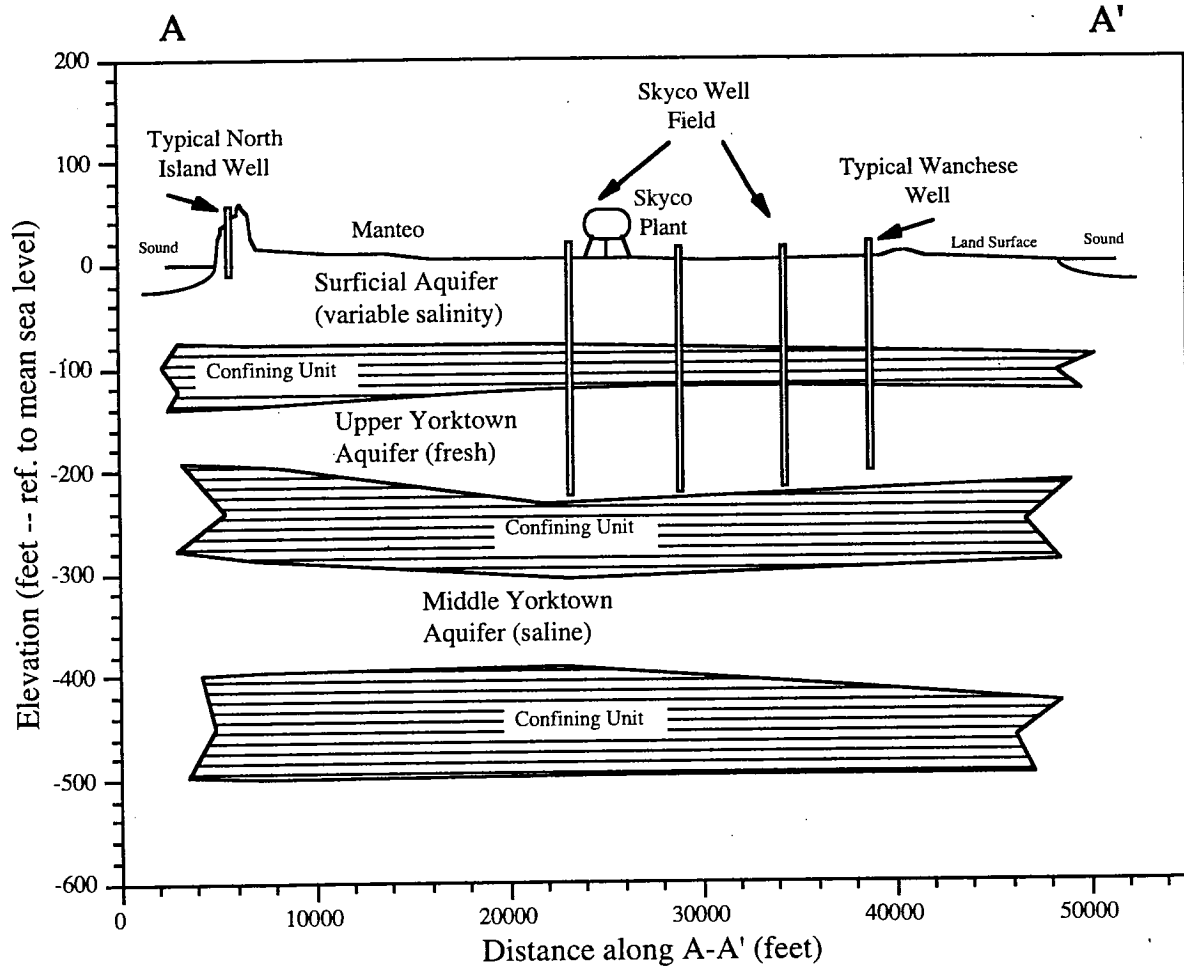 A
A'
200
100
0
-100
-200
-300
-400
-500
-600
Elevation (feet -- ref. to mean sea level)
Typical North
Island Well
Skyco Well
Field
Typical Wanchese
Well
Skyco
Plant
Sound
Manteo
Land Surface
Sound
Surficial Aquifer
(variable salinity)
Confining Unit
Upper Yorktown
Aquifer (fresh)
Confining Unit
Middle Yorktown
Aquifer (saline)
Confining Unit
0
10000
20000
30000
40000
50000
Distance along A-A' (feet)